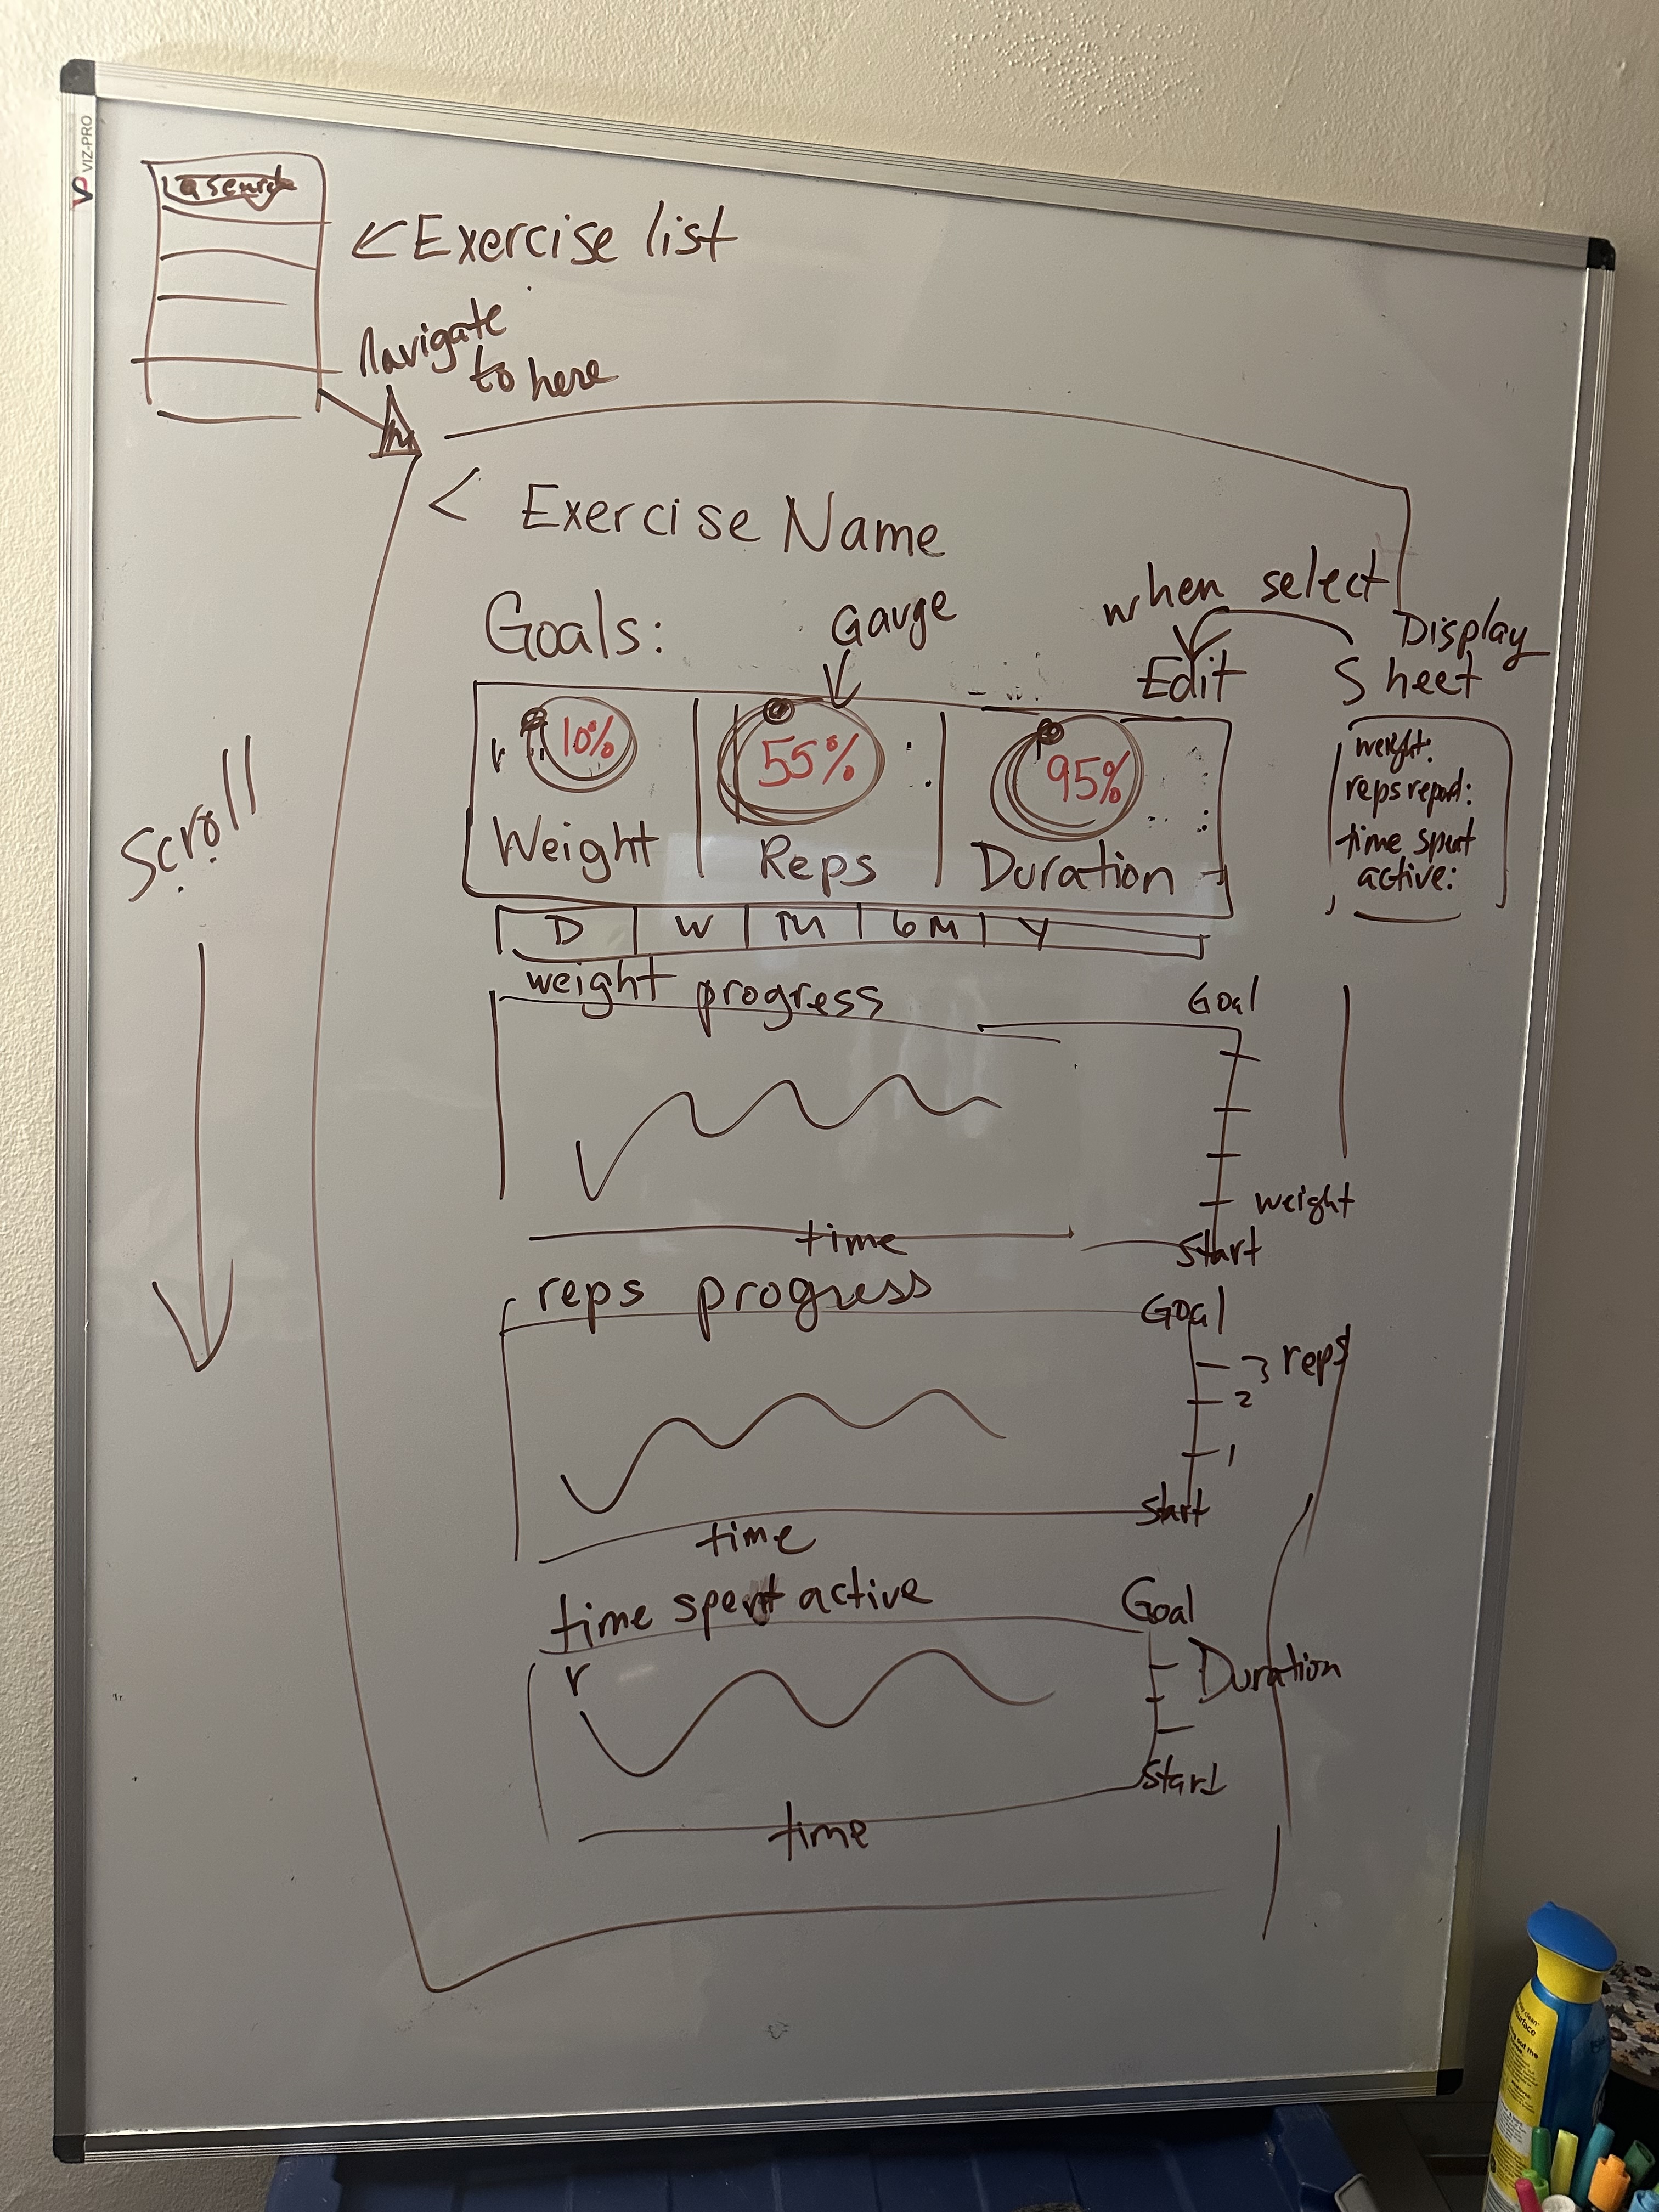 VIZ-PRO
search
Exercise list
Navigate
to here
< Exercise Name
when select
Goals:
Gauge
Display
Edit
Sheet
10%
55%
95%
Weight
Reps
Duration
weight:
reps
time spent
active:
Scroll
D W M 6M Y
weight progress
Goal
weight
time
Start
reps progress
Goal
3 reps
2
1
Start
time
time spent active
Goal
Duration
Start
time